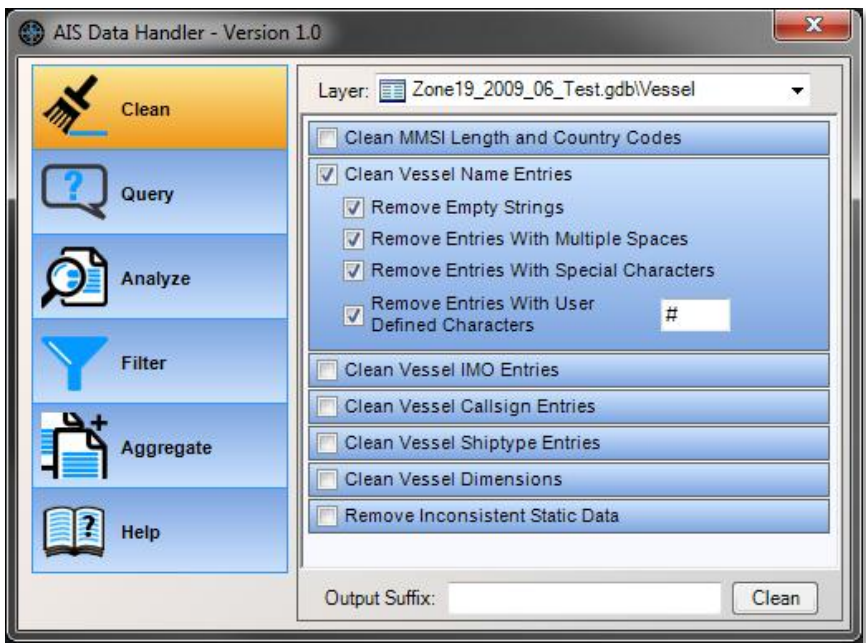 AIS Data Handler - Version 1.0
Clean
Query
Analyze
Filter
Aggregate
Help
Layer: Zone19_2009_06_Test.gdb\Vessel
Clean MMSI Length and Country Codes
Clean Vessel Name Entries
Remove Empty Strings
Remove Entries With Multiple Spaces
Remove Entries With Special Characters
Remove Entries With User
Defined Characters
#
Clean Vessel IMO Entries
Clean Vessel Callsign Entries
Clean Vessel Shiptype Entries
Clean Vessel Dimensions
Remove Inconsistent Static Data
Output Suffix:
Clean